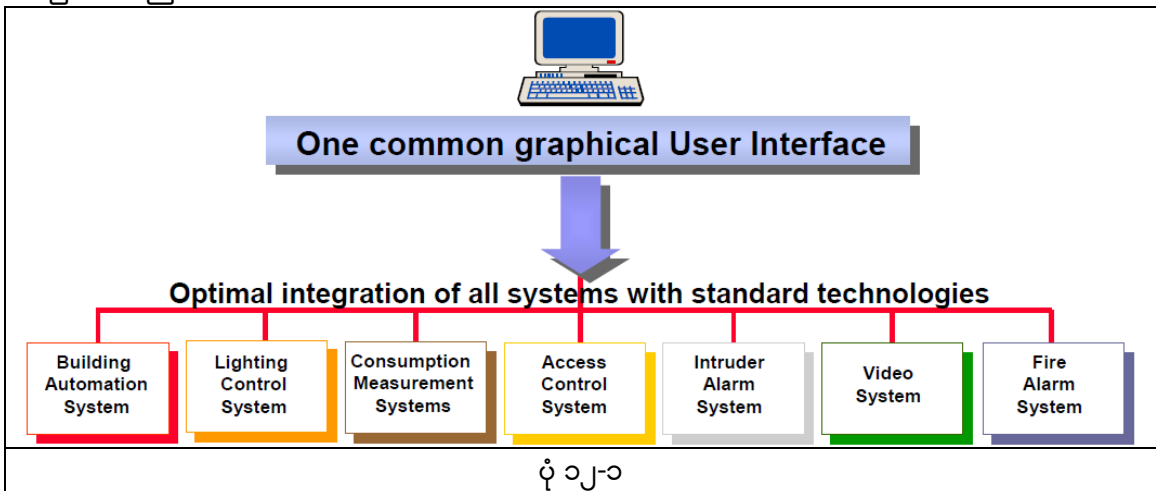 One common graphical User Interface
Optimal integration of all systems with standard technologies
Building
Automation
System
Lighting
Control
System
Consumption
Measurement
Systems
Access
Control
System
Intruder
Alarm
System
Video
System
Fire
Alarm
System
ပုံ ၁၂-၁